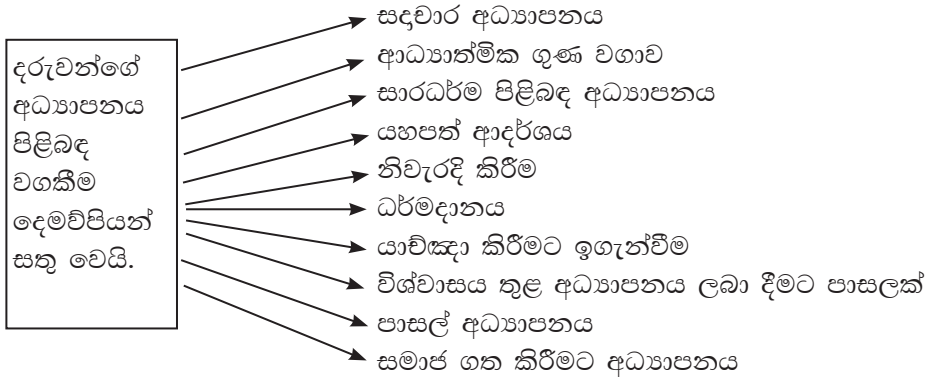 දරුවන්ගේ
අධ්‍යාපනය
පිළිබඳ
වගකීම
දෙමව්පියන්
සතු වෙයි.
සදාචාර අධ්‍යාපනය
ආධ්‍යාත්මික ගුණ වගාව
සාරධර්ම පිළිබඳ අධ්‍යාපනය
යහපත් ආදර්ශය
නිවැරදි කිරීම
ධර්මදානය
යාච්ඤා කිරීමට ඉගැන්වීම
විශ්වාසය තුළ අධ්‍යාපනය ලබා දීමට පාසලක්
පාසල් අධ්‍යාපනය
සමාජ ගත කිරීමට අධ්‍යාපනය